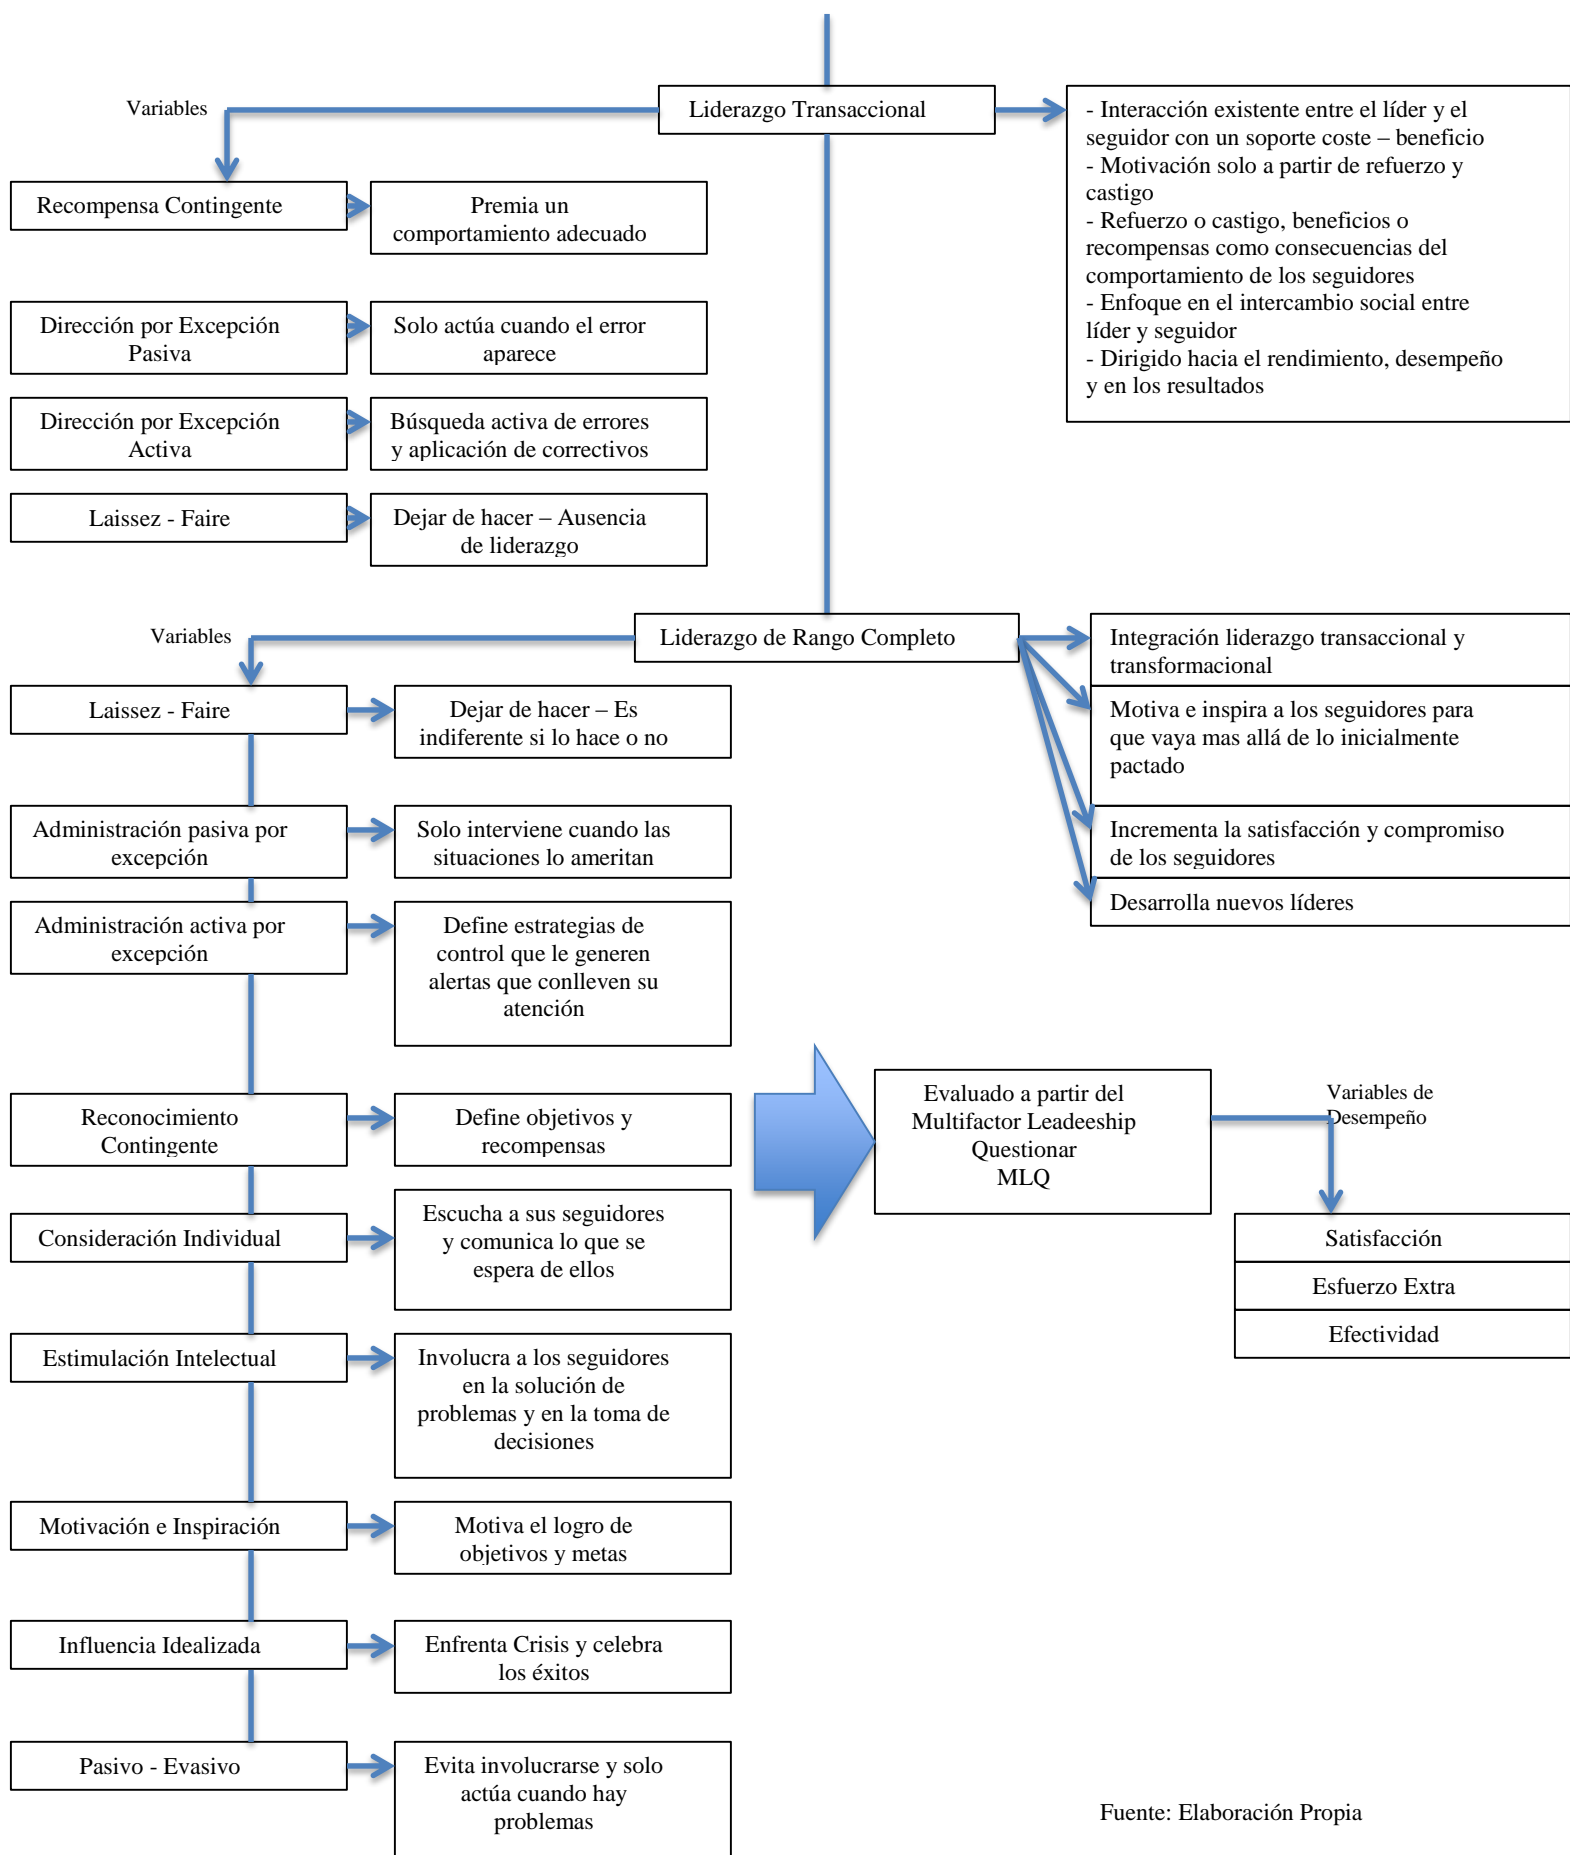 Variables
Liderazgo Transaccional
- Interacción existente entre el líder y el
seguidor con un soporte coste – beneficio
- Motivación solo a partir de refuerzo y
castigo
- Refuerzo o castigo, beneficios o
recompensas como consecuencias del
comportamiento de los seguidores
- Enfoque en el intercambio social entre
líder y seguidor
- Dirigido hacia el rendimiento, desempeño
y en los resultados
Recompensa Contingente
Premia un
comportamiento adecuado
Dirección por Excepción
Pasiva
Solo actúa cuando el error
aparece
Dirección por Excepción
Activa
Búsqueda activa de errores
y aplicación de correctivos
Laissez - Faire
Dejar de hacer – Ausencia
de liderazgo
Variables
Liderazgo de Rango Completo
Integración liderazgo transaccional y
transformacional
Motiva e inspira a los seguidores para
que vaya mas allá de lo inicialmente
pactado
Incrementa la satisfacción y compromiso
de los seguidores
Desarrolla nuevos líderes
Laissez - Faire
Dejar de hacer – Es
indiferente si lo hace o no
Administración pasiva por
excepción
Solo interviene cuando las
situaciones lo ameritan
Administración activa por
excepción
Define estrategias de
control que le generen
alertas que conlleven su
atención
Reconocimiento
Contingente
Define objetivos y
recompensas
Evaluado a partir del
Multifactor Leadeeship
Questionar
MLQ
Variables de
Desempeño
Satisfacción
Esfuerzo Extra
Efectividad
Consideración Individual
Escucha a sus seguidores
y comunica lo que se
espera de ellos
Estimulación Intelectual
Involucra a los seguidores
en la solución de
problemas y en la toma de
decisiones
Motivación e Inspiración
Motiva el logro de
objetivos y metas
Influencia Idealizada
Enfrenta Crisis y celebra
los éxitos
Pasivo - Evasivo
Evita involucrarse y solo
actúa cuando hay
problemas
Fuente: Elaboración Propia